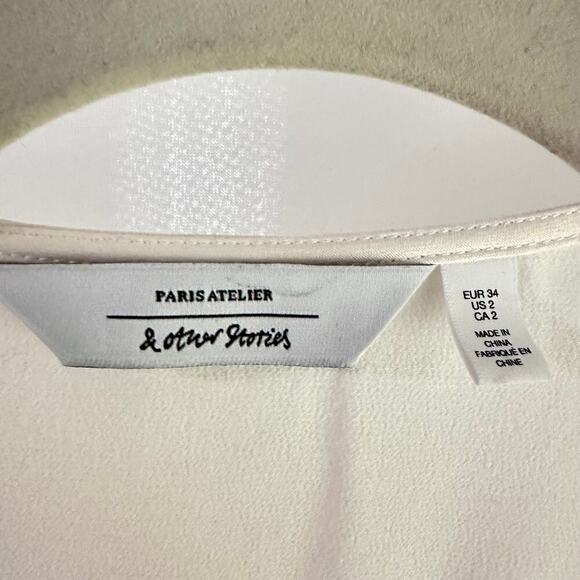 PARIS ATELIER
& other Stories
EUR 34
US 2
CA 2
MADE IN
CHINA
FABRIQUÉ EN
CHINE